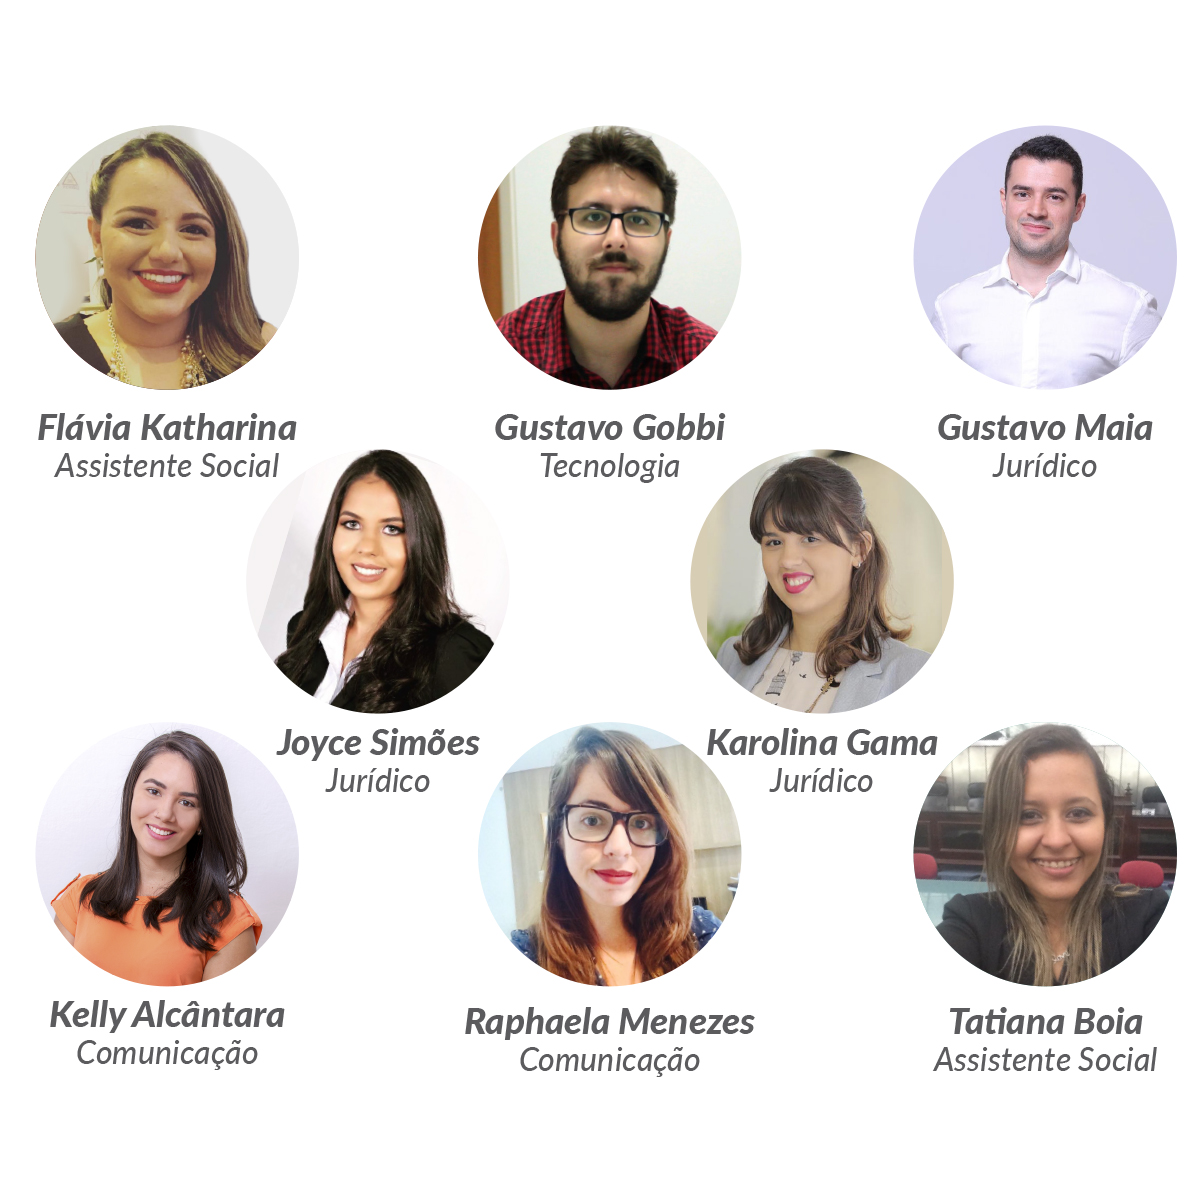 Flávia Katharina
Assistente Social
Gustavo Gobbi
Tecnologia
Gustavo Maia
Jurídico
Joyce Simões
Jurídico
Karolina Gama
Jurídico
Kelly Alcântara
Comunicação
Raphaela Menezes
Comunicação
Tatiana Boia
Assistente Social